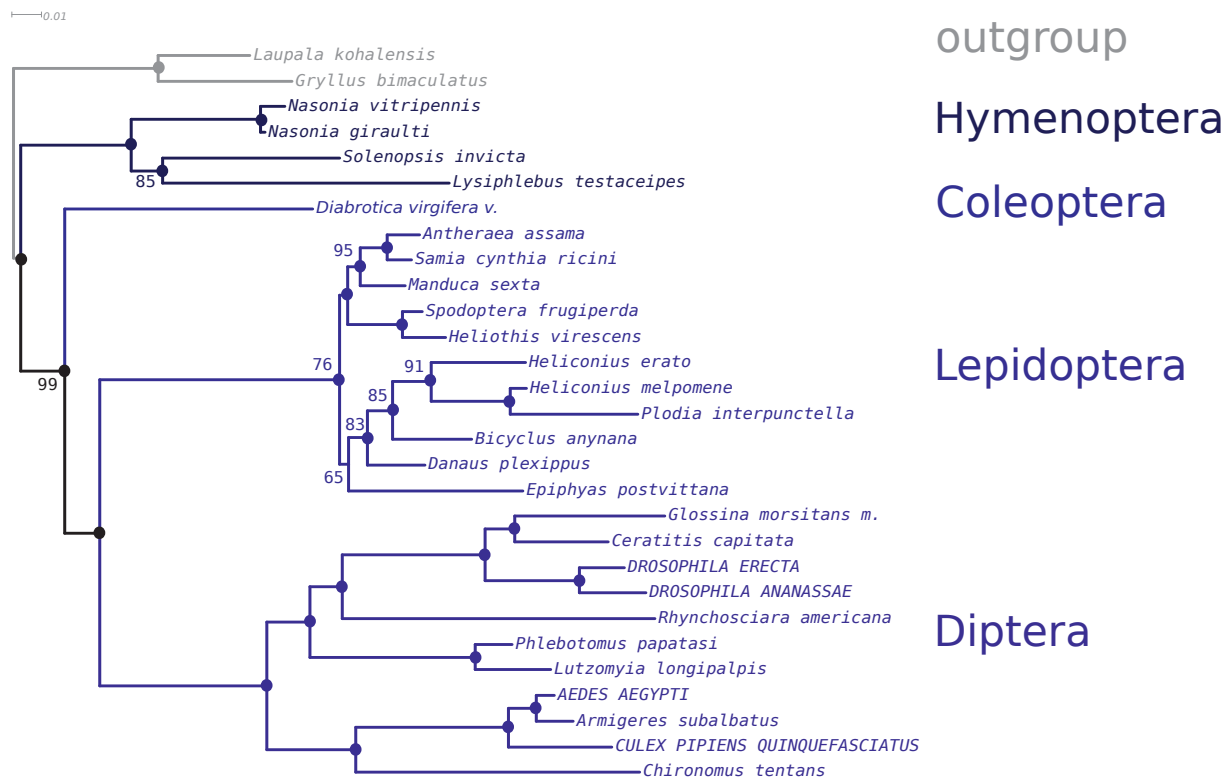 0.01
outgroup
Laupala kohalensis
Gryllus bimaculatus
Hymenoptera
Nasonia vitripennis
Nasonia giraulti
Solenopsis invicta
85
Lysiphlebus testaceipes
Coleoptera
Diabrotica virgifera v.
Antheraea assama
95
Samia cynthia ricini
Manduca sexta
Spodoptera frugiperda
Heliothis virescens
Lepidoptera
76
91
Heliconius erato
99
85
Heliconius melpomene
Plodia interpunctella
83
Bicyclus anynana
Danaus plexippus
65
Epiphyas postvittana
Glossina morsitans m.
Ceratitis capitata
DROSOPHILA ERECTA
DROSOPHILA ANANASSAE
Rhynchosciara americana
Diptera
Phlebotomus papatasi
Lutzomyia longipalpis
AEDES AEGYPTI
Armigeres subalbatus
CULEX PIPIENS QUINQUEFASCIATUS
Chironomus tentans